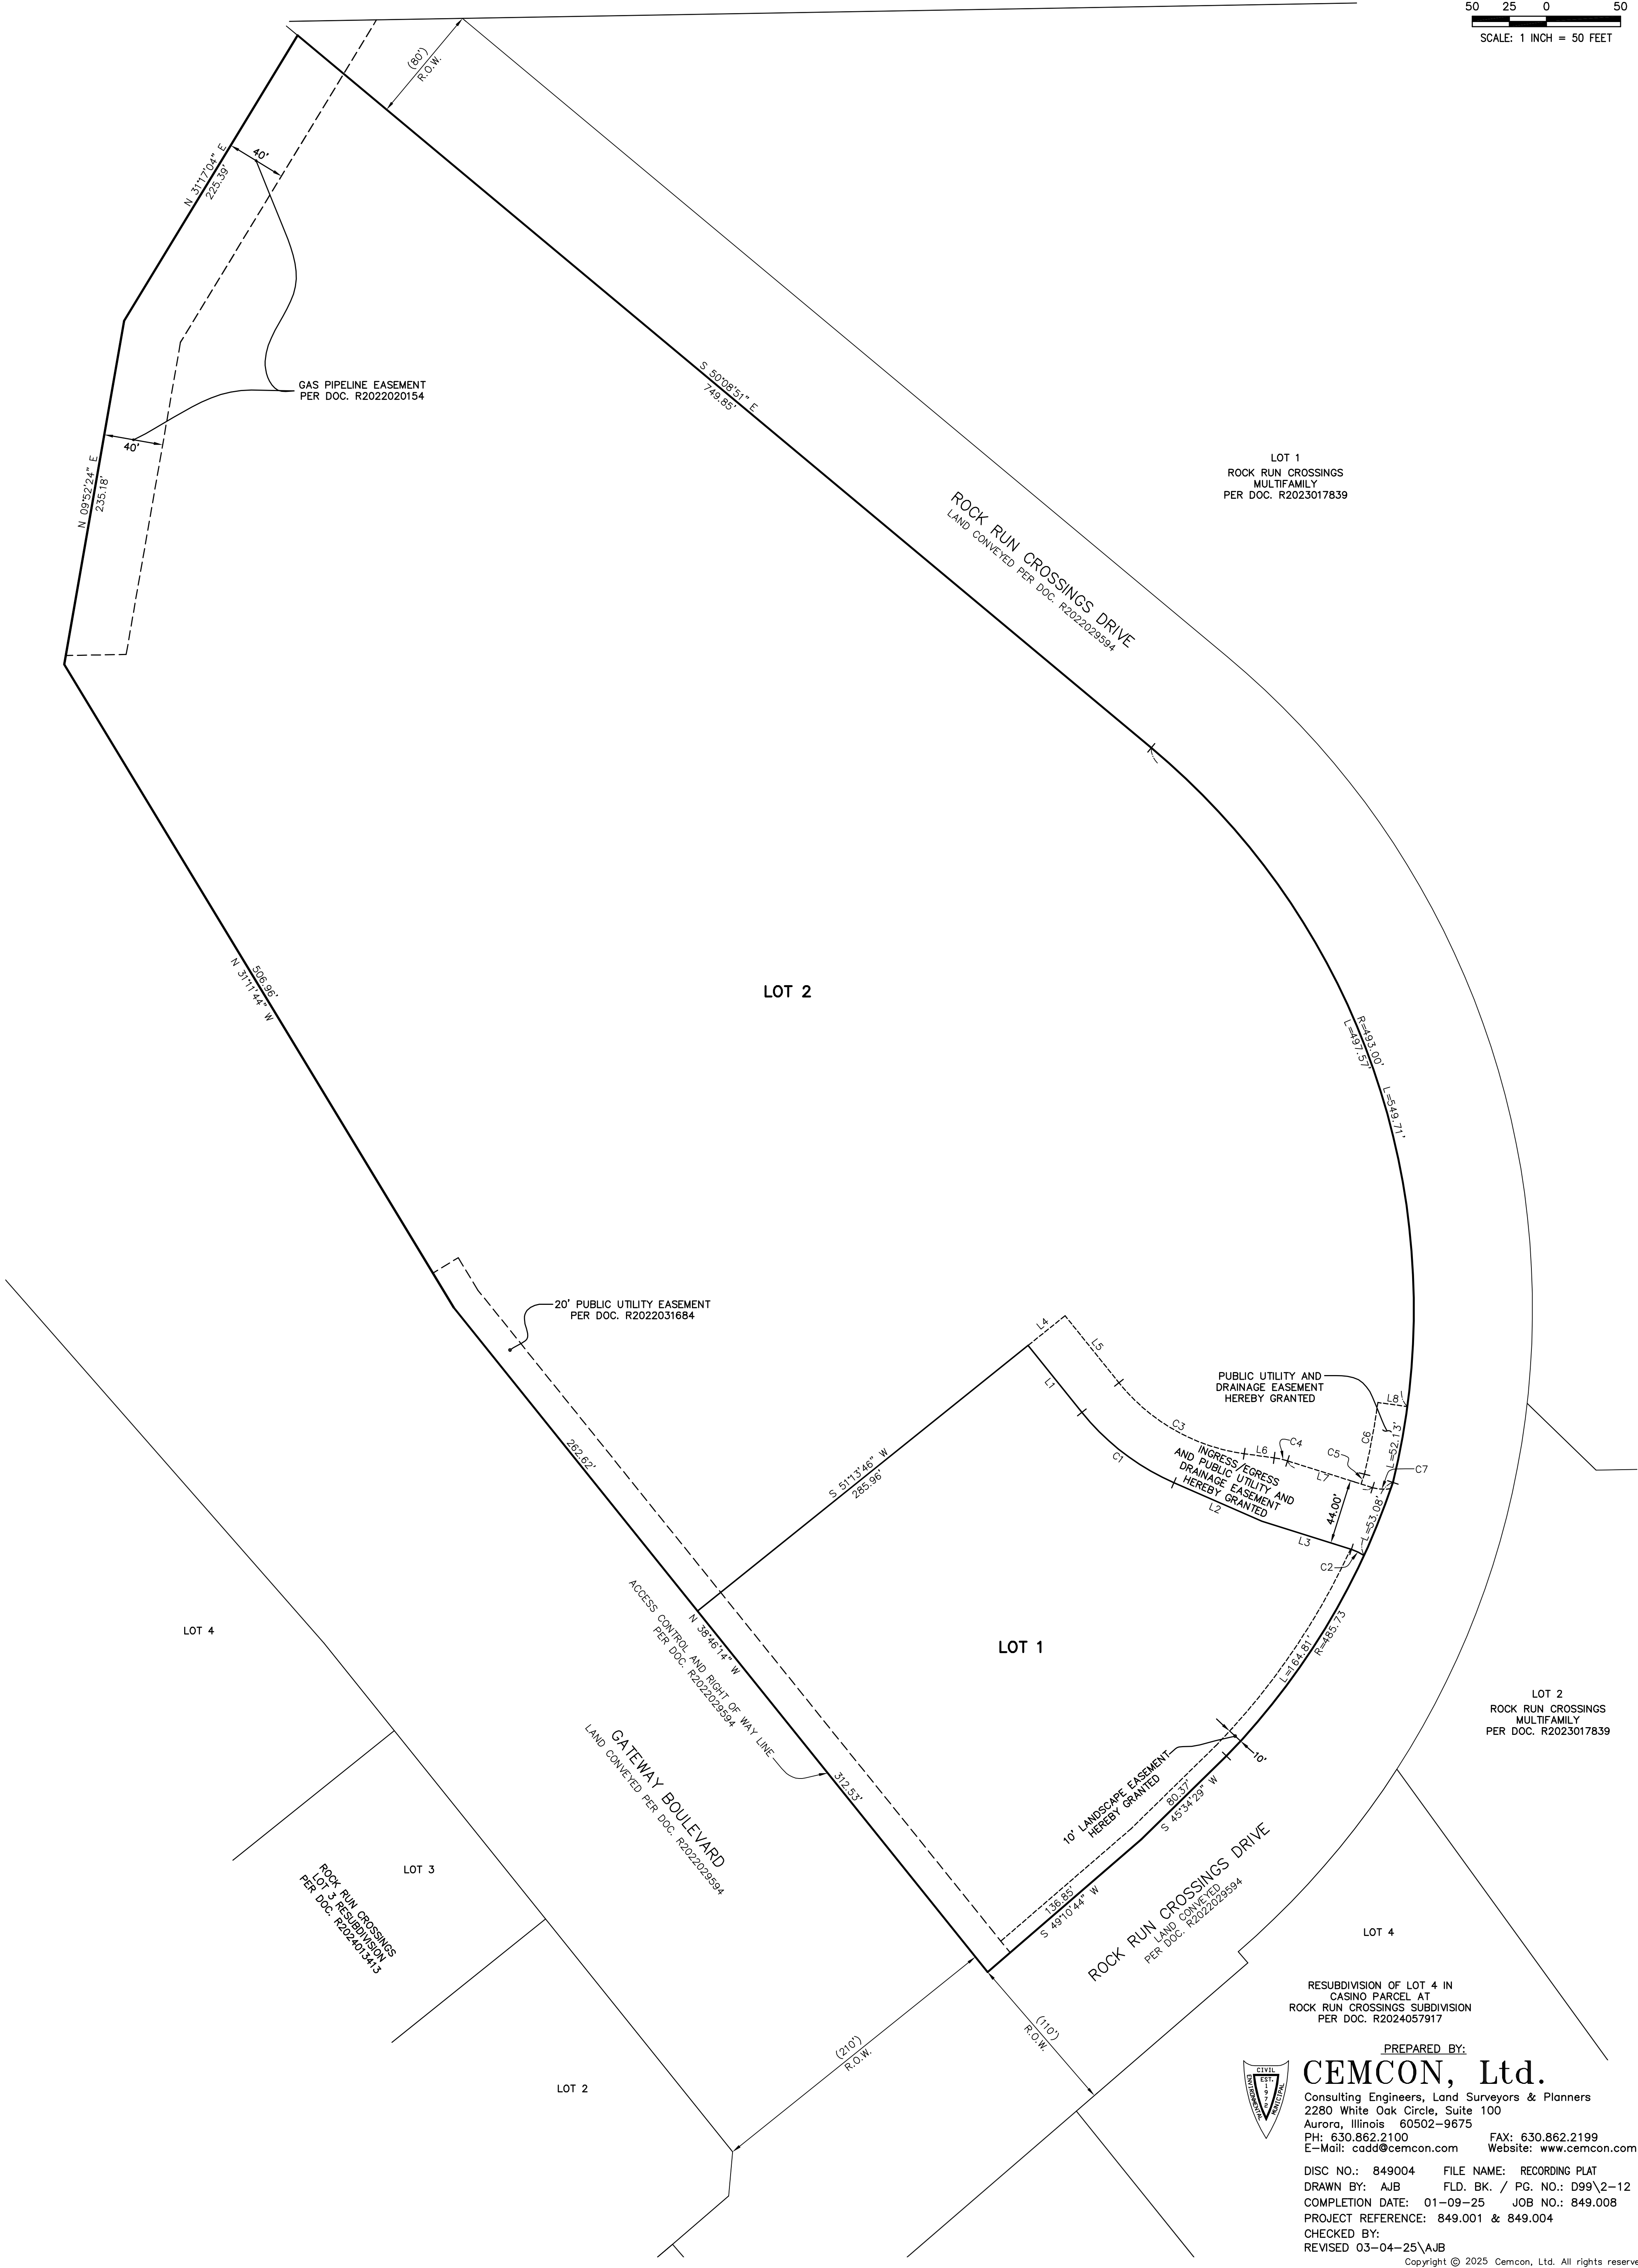 50 25 0 50
SCALE: 1 INCH = 50 FEET
(80')
R.O.W.
N 31°17'04" E
225.39'
40'
GAS PIPELINE EASEMENT
PER DOC. R2022020154
40'
N 09°52'24" E
235.18'
S 50°08'51" E
749.85'
LOT 1
ROCK RUN CROSSINGS
MULTIFAMILY
PER DOC. R2023017839
ROCK RUN CROSSINGS DRIVE
LAND CONVEYED PER DOC. R2022029594
506.96'
N 31°11'44" W
LOT 2
R=493.00'
L=497.57'
L=549.71'
20' PUBLIC UTILITY EASEMENT
PER DOC. R2022031684
L4
L5
L1
PUBLIC UTILITY AND
DRAINAGE EASEMENT
HEREBY GRANTED
L8
C3
C6
L=52.13'
L6
C4
C5
C7
L7
C1
INGRESS/EGRESS
AND PUBLIC UTILITY AND
DRAINAGE EASEMENT
HEREBY GRANTED
44.00'
L=53.08'
L2
L3
C2
262.62'
S 51°13'46" W
285.96'
N 38°46'14" W
ACCESS CONTROL AND RIGHT OF WAY LINE
PER DOC. R2022029594
LOT 1
L=164.81'
R=485.73
LOT 4
LOT 2
ROCK RUN CROSSINGS
MULTIFAMILY
PER DOC. R2023017839
GATEWAY BOULEVARD
LAND CONVEYED PER DOC. R2022029594
312.53'
10'
10' LANDSCAPE EASEMENT
HEREBY GRANTED
80.37'
S 45°34'29" W
136.85'
S 49°10'44" W
ROCK RUN CROSSINGS DRIVE
LAND CONVEYED
PER DOC. R2022029594
LOT 3
ROCK RUN CROSSINGS
LOT 3 RESUBDIVISION
PER DOC. R2024013413
LOT 4
RESUBDIVISION OF LOT 4 IN
CASINO PARCEL AT
ROCK RUN CROSSINGS SUBDIVISION
PER DOC. R2024057917
(210')
R.O.W.
(110')
R.O.W.
LOT 2
PREPARED BY:
CIVIL
ENVIRONMENTAL
MUNICIPAL
EST.
CEMCON, Ltd.
Consulting Engineers, Land Surveyors & Planners
2280 White Oak Circle, Suite 100
Aurora, Illinois 60502-9675
PH: 630.862.2100 FAX: 630.862.2199
E-Mail: cadd@cemcon.com Website: www.cemcon.com
DISC NO.: 849004 FILE NAME: RECORDING PLAT
DRAWN BY: AJB FLD. BK. / PG. NO.: D99\2-12
COMPLETION DATE: 01-09-25 JOB NO.: 849.008
PROJECT REFERENCE: 849.001 & 849.004
CHECKED BY:
REVISED 03-04-25\AJB
Copyright © 2025 Cemcon, Ltd. All rights reserve